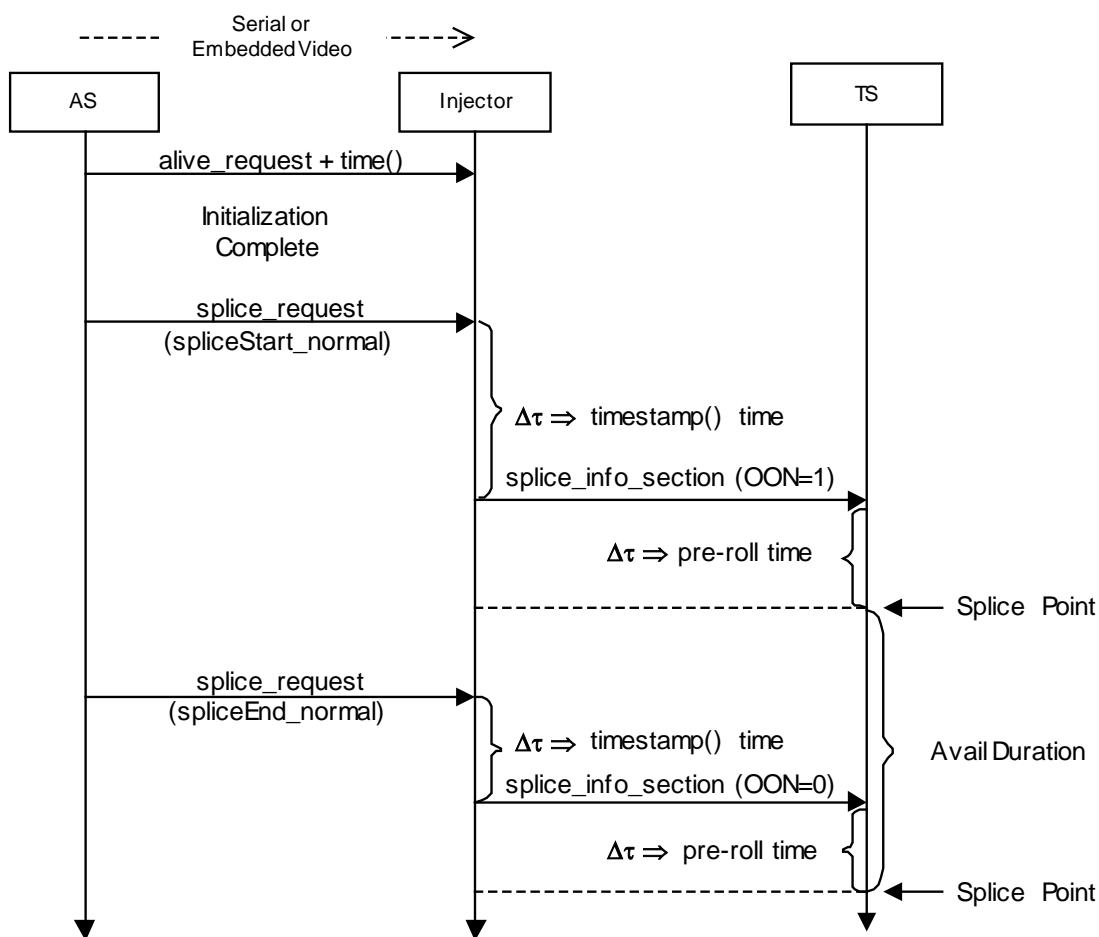 Serial or
Embedded Video
AS
Injector
TS
alive_request + time()
Initialization
Complete
splice_request
(spliceStart_normal)
Δτ ⇒ timestamp() time
splice_info_section (OON=1)
Δτ ⇒ pre-roll time
Splice Point
splice_request
(spliceEnd_normal)
Δτ ⇒ timestamp() time
Avail Duration
splice_info_section (OON=0)
Δτ ⇒ pre-roll time
Splice Point